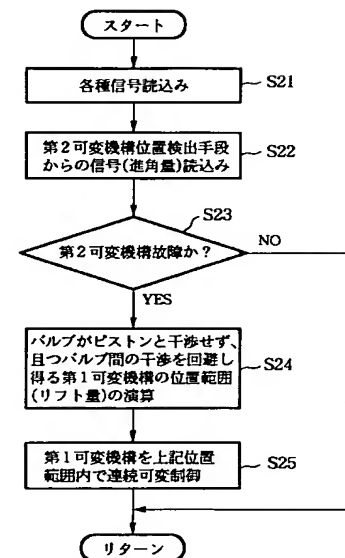 スタート
各種信号読込み
S21
第2可変機構位置検出手段
からの信号(進角量)読込み
S22
S23
第2可変機構故障か?
NO
YES
バルブがピストンと干渉せず、
且つバルブ間の干渉を回避し
得る第1可変機構の位置範囲
(リフト量)の演算
S24
第1可変機構を上記位置
範囲内で連続可変制御
S25
リターン